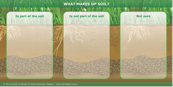 WHAT MAKES UP SOIL?
Is part of the soil
Is not part of the soil
Not sure